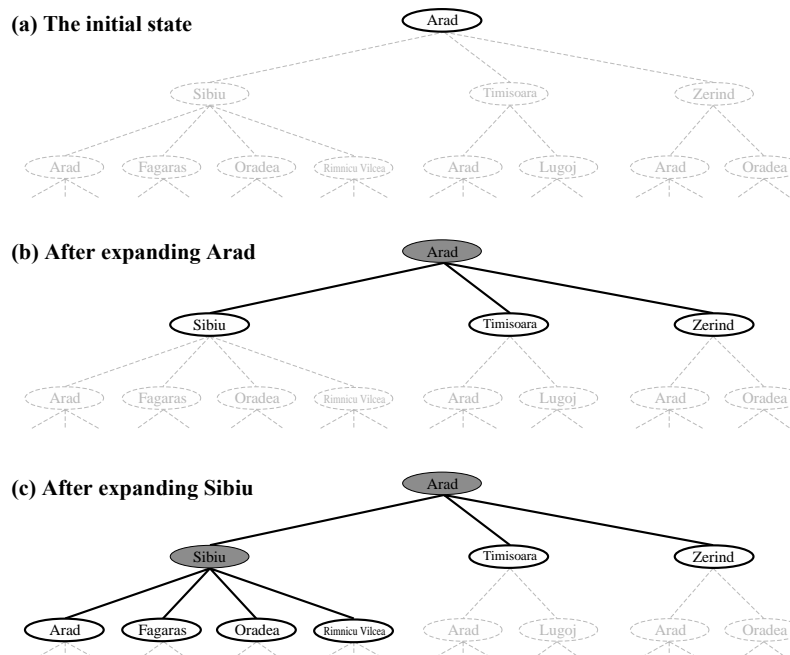 (a) The initial state
Arad
Sibiu Timisoara Zerind
Arad Fagaras Oradea Rimnicu Vilcea Arad Lugoj Arad Oradea
(b) After expanding Arad
Arad
Sibiu Timisoara Zerind
Arad Fagaras Oradea Rimnicu Vilcea Arad Lugoj Arad Oradea
(c) After expanding Sibiu
Arad
Sibiu Timisoara Zerind
Arad Fagaras Oradea Rimnicu Vilcea Arad Lugoj Arad Oradea